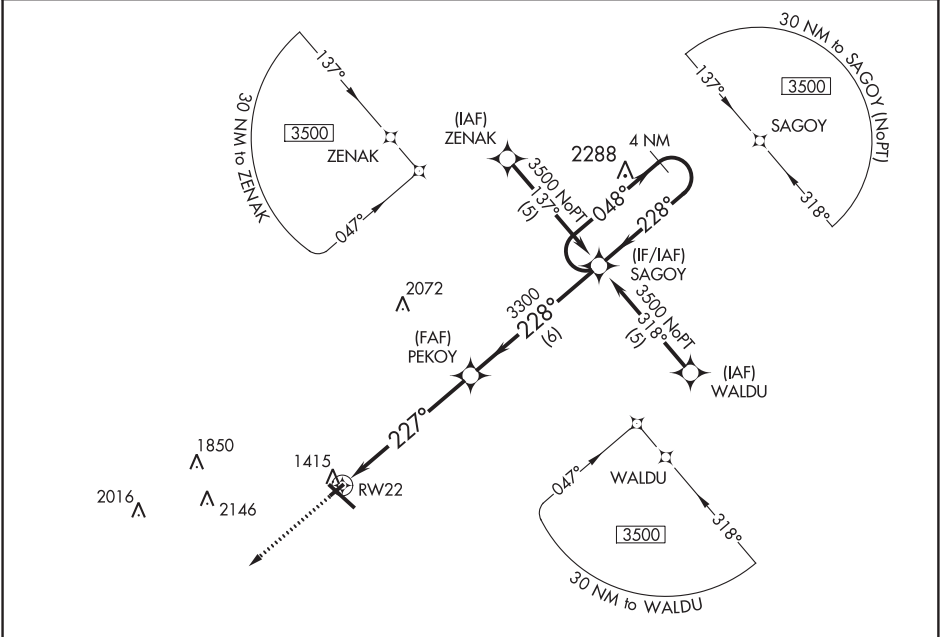 137°
30 NM to ZENAK
3500
ZENAK
047°
(IAF)
ZENAK
3500 NoPT
137°
(5)
2288
4 NM
048°
228°
(IF/IAF)
SAGOY
30 NM to SAGOY (NoPT)
137°
3500
SAGOY
318°
2072
3300
228°
(6)
(FAF)
PEKOY
3500 NoPT
318°
(5)
(IAF)
WALDU
227°
1850
1415
RW22
2016
2146
047°
WALDU
318°
3500
30 NM to WALDU